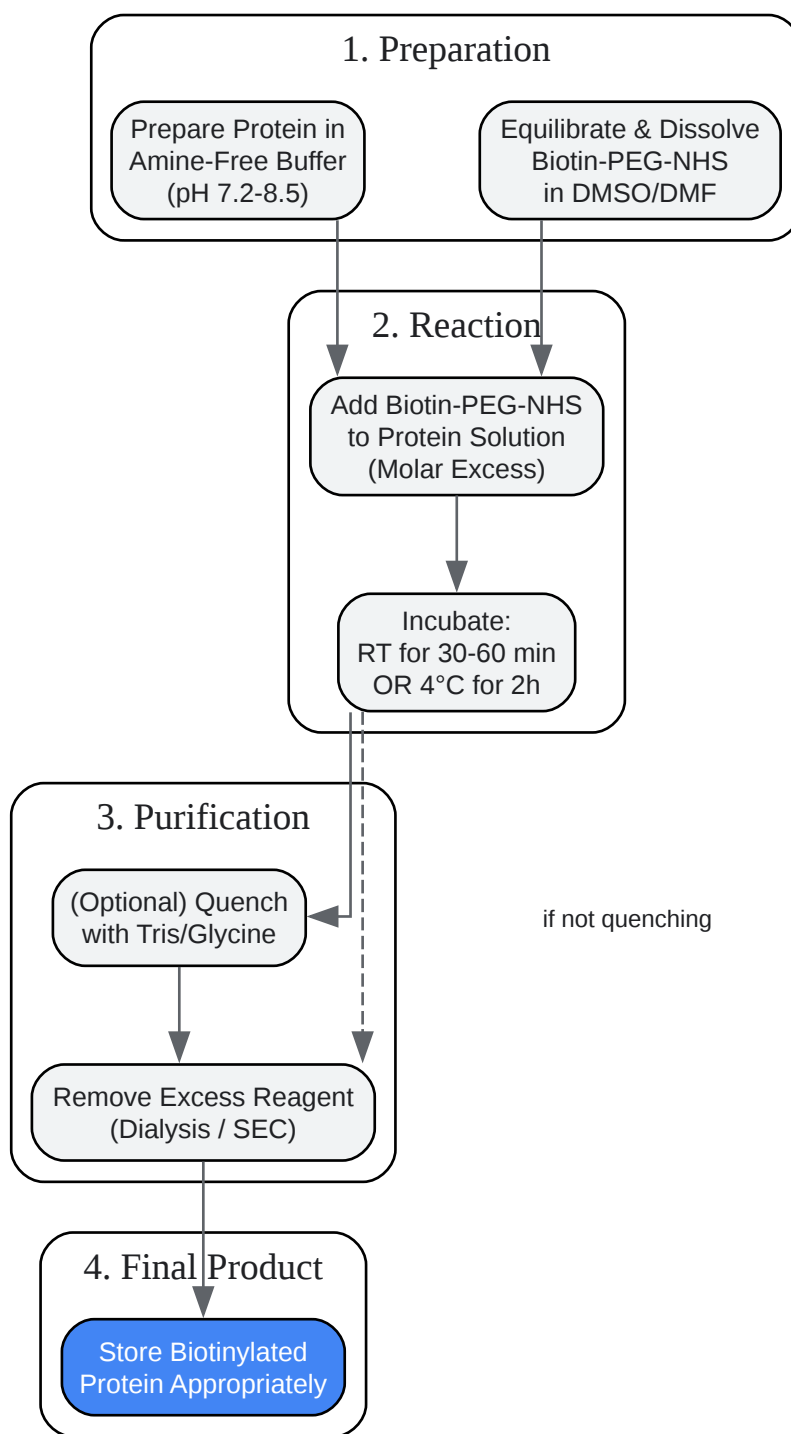 1. Preparation
Prepare Protein in
Amine-Free Buffer
(pH 7.2-8.5)
Equilibrate & Dissolve
Biotin-PEG-NHS
in DMSO/DMF
2. Reaction
Add Biotin-PEG-NHS
to Protein Solution
(Molar Excess)
Incubate:
RT for 30-60 min
OR 4°C for 2h
3. Purification
(Optional) Quench
with Tris/Glycine
if not quenching
Remove Excess Reagent
(Dialysis / SEC)
4. Final Product
Store Biotinylated
Protein Appropriately